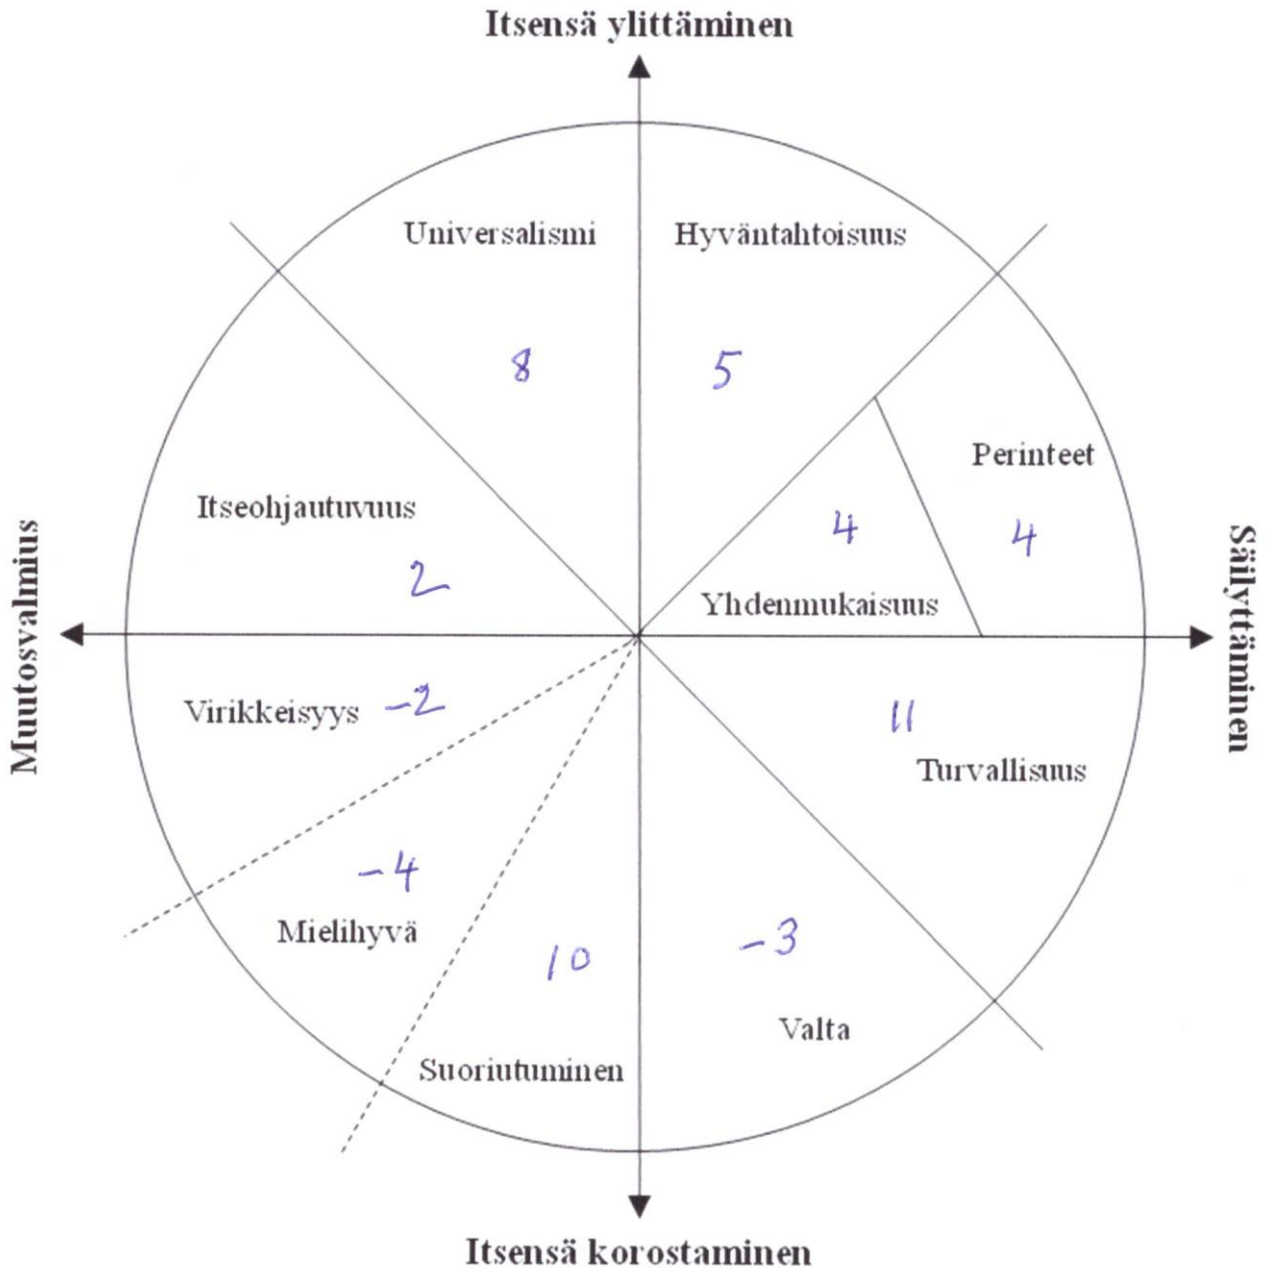 Itsensä ylittäminen
Universalismi
Hyväntahtoisuus
8
5
Perinteet
4
4
Itseohjautuvuus
2
Yhdenmukaisuus
Muutosvalmius
Säilyttäminen
Virikkeisyys -2
11
Turvallisuus
-4
Mielihyvä
10
-3
Valta
Suoriutuminen
Itsensä korostaminen